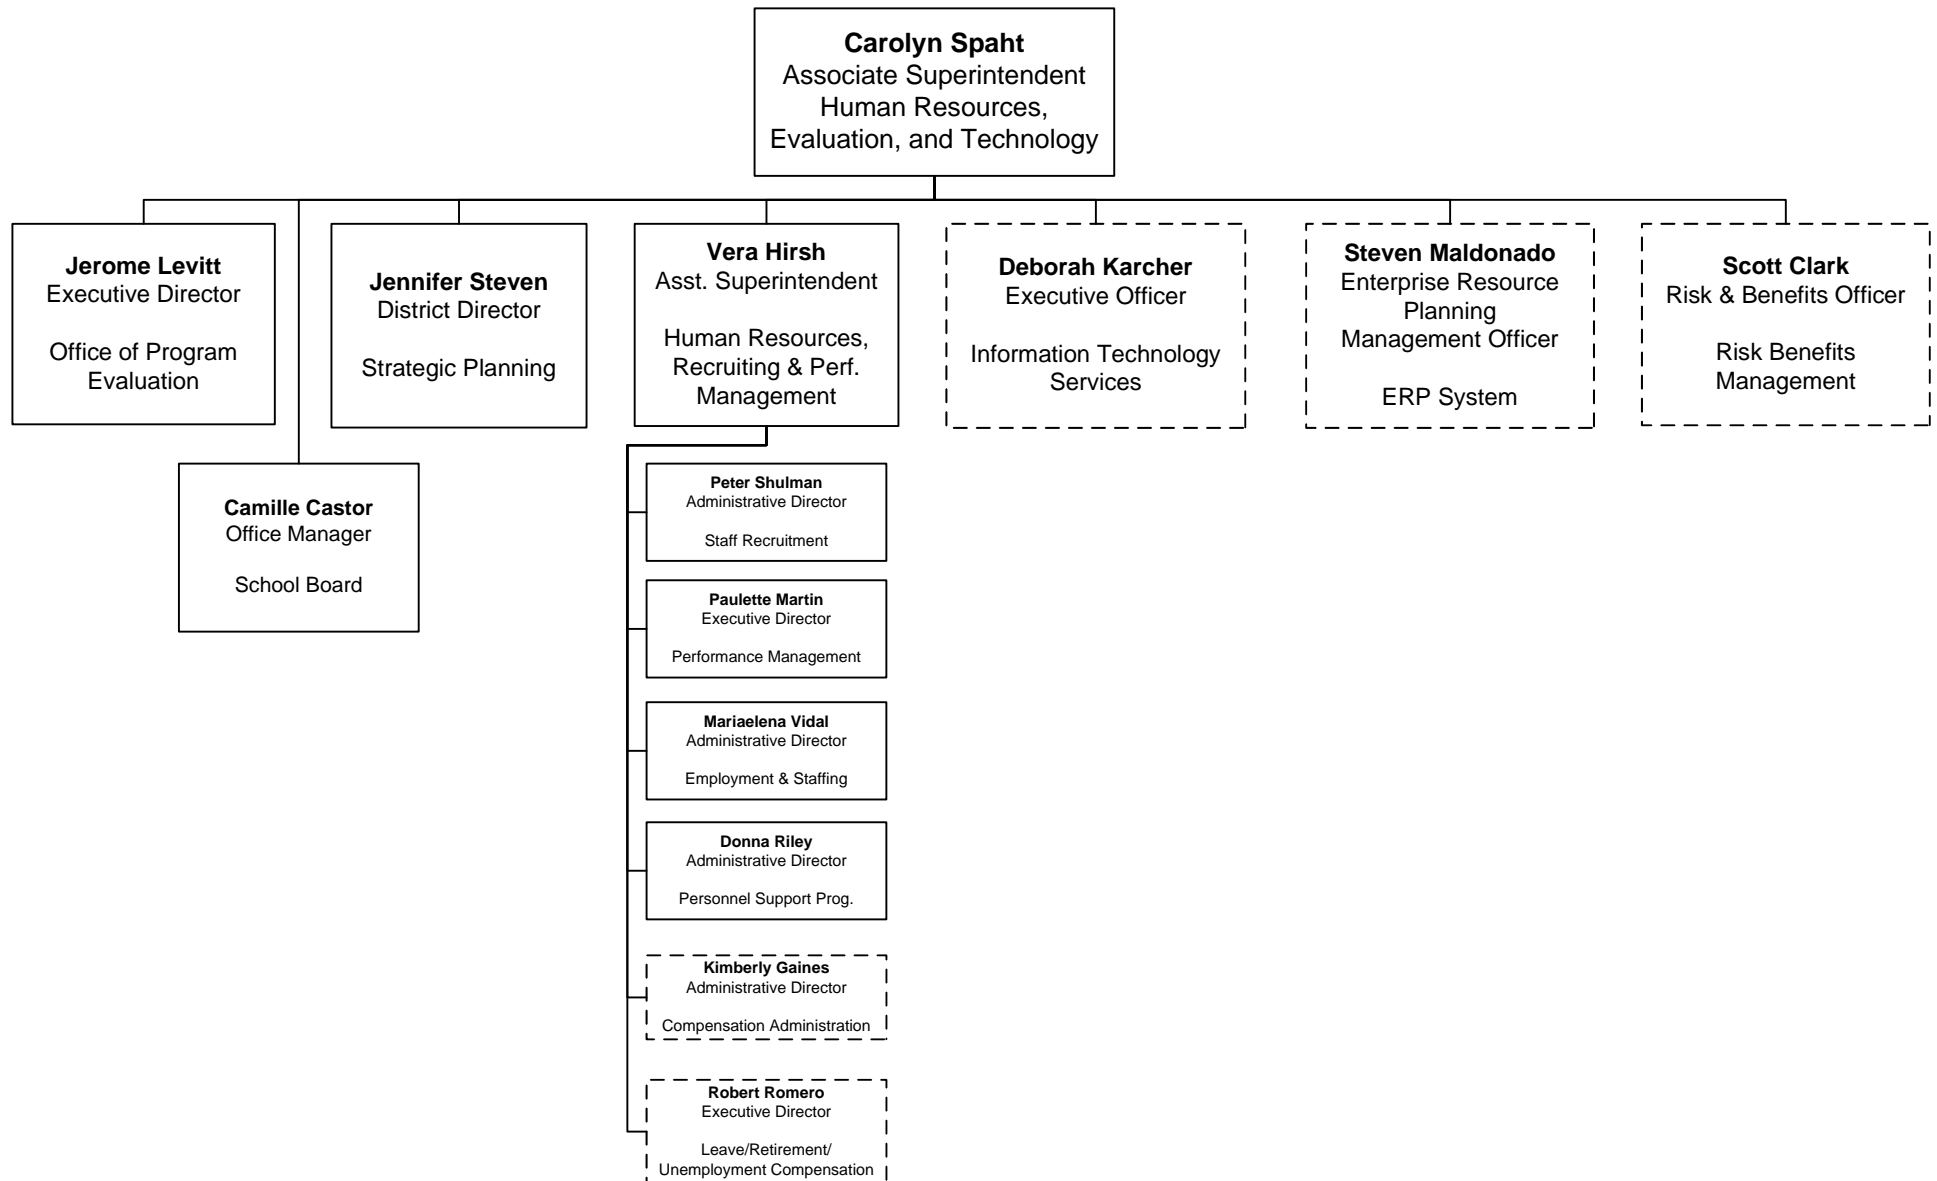 Carolyn Spaht
Associate Superintendent
Human Resources,
Evaluation, and Technology
Jerome Levitt
Executive Director
Office of Program
Evaluation
Jennifer Steven
District Director
Strategic Planning
Vera Hirsh
Asst. Superintendent
Human Resources,
Recruiting & Perf.
Management
Deborah Karcher
Executive Officer
Information Technology
Services
Steven Maldonado
Enterprise Resource
Planning
Management Officer
ERP System
Scott Clark
Risk & Benefits Officer
Risk Benefits
Management
Camille Castor
Office Manager
School Board
Peter Shulman
Administrative Director
Staff Recruitment
Paulette Martin
Executive Director
Performance Management
Mariaelena Vidal
Administrative Director
Employment & Staffing
Donna Riley
Administrative Director
Personnel Support Prog.
Kimberly Gaines
Administrative Director
Compensation Administration
Robert Romero
Executive Director
Leave/Retirement/
Unemployment Compensation